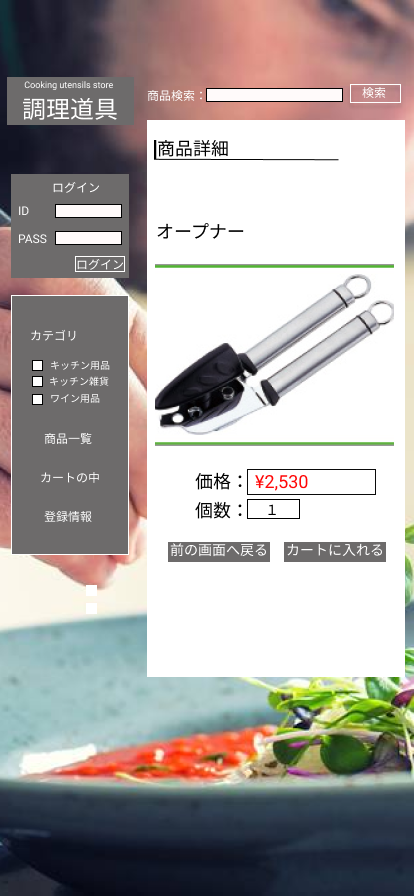 Cooking utensils store
調理道具
商品検索：
検索
ログイン
ID
PASS
ログイン
カテゴリ
キッチン用品
キッチン雑貨
ワイン用品
商品一覧
カートの中
登録情報
商品詳細
オープナー
価格：¥2,530
個数：1
前の画面へ戻る
カートに入れる